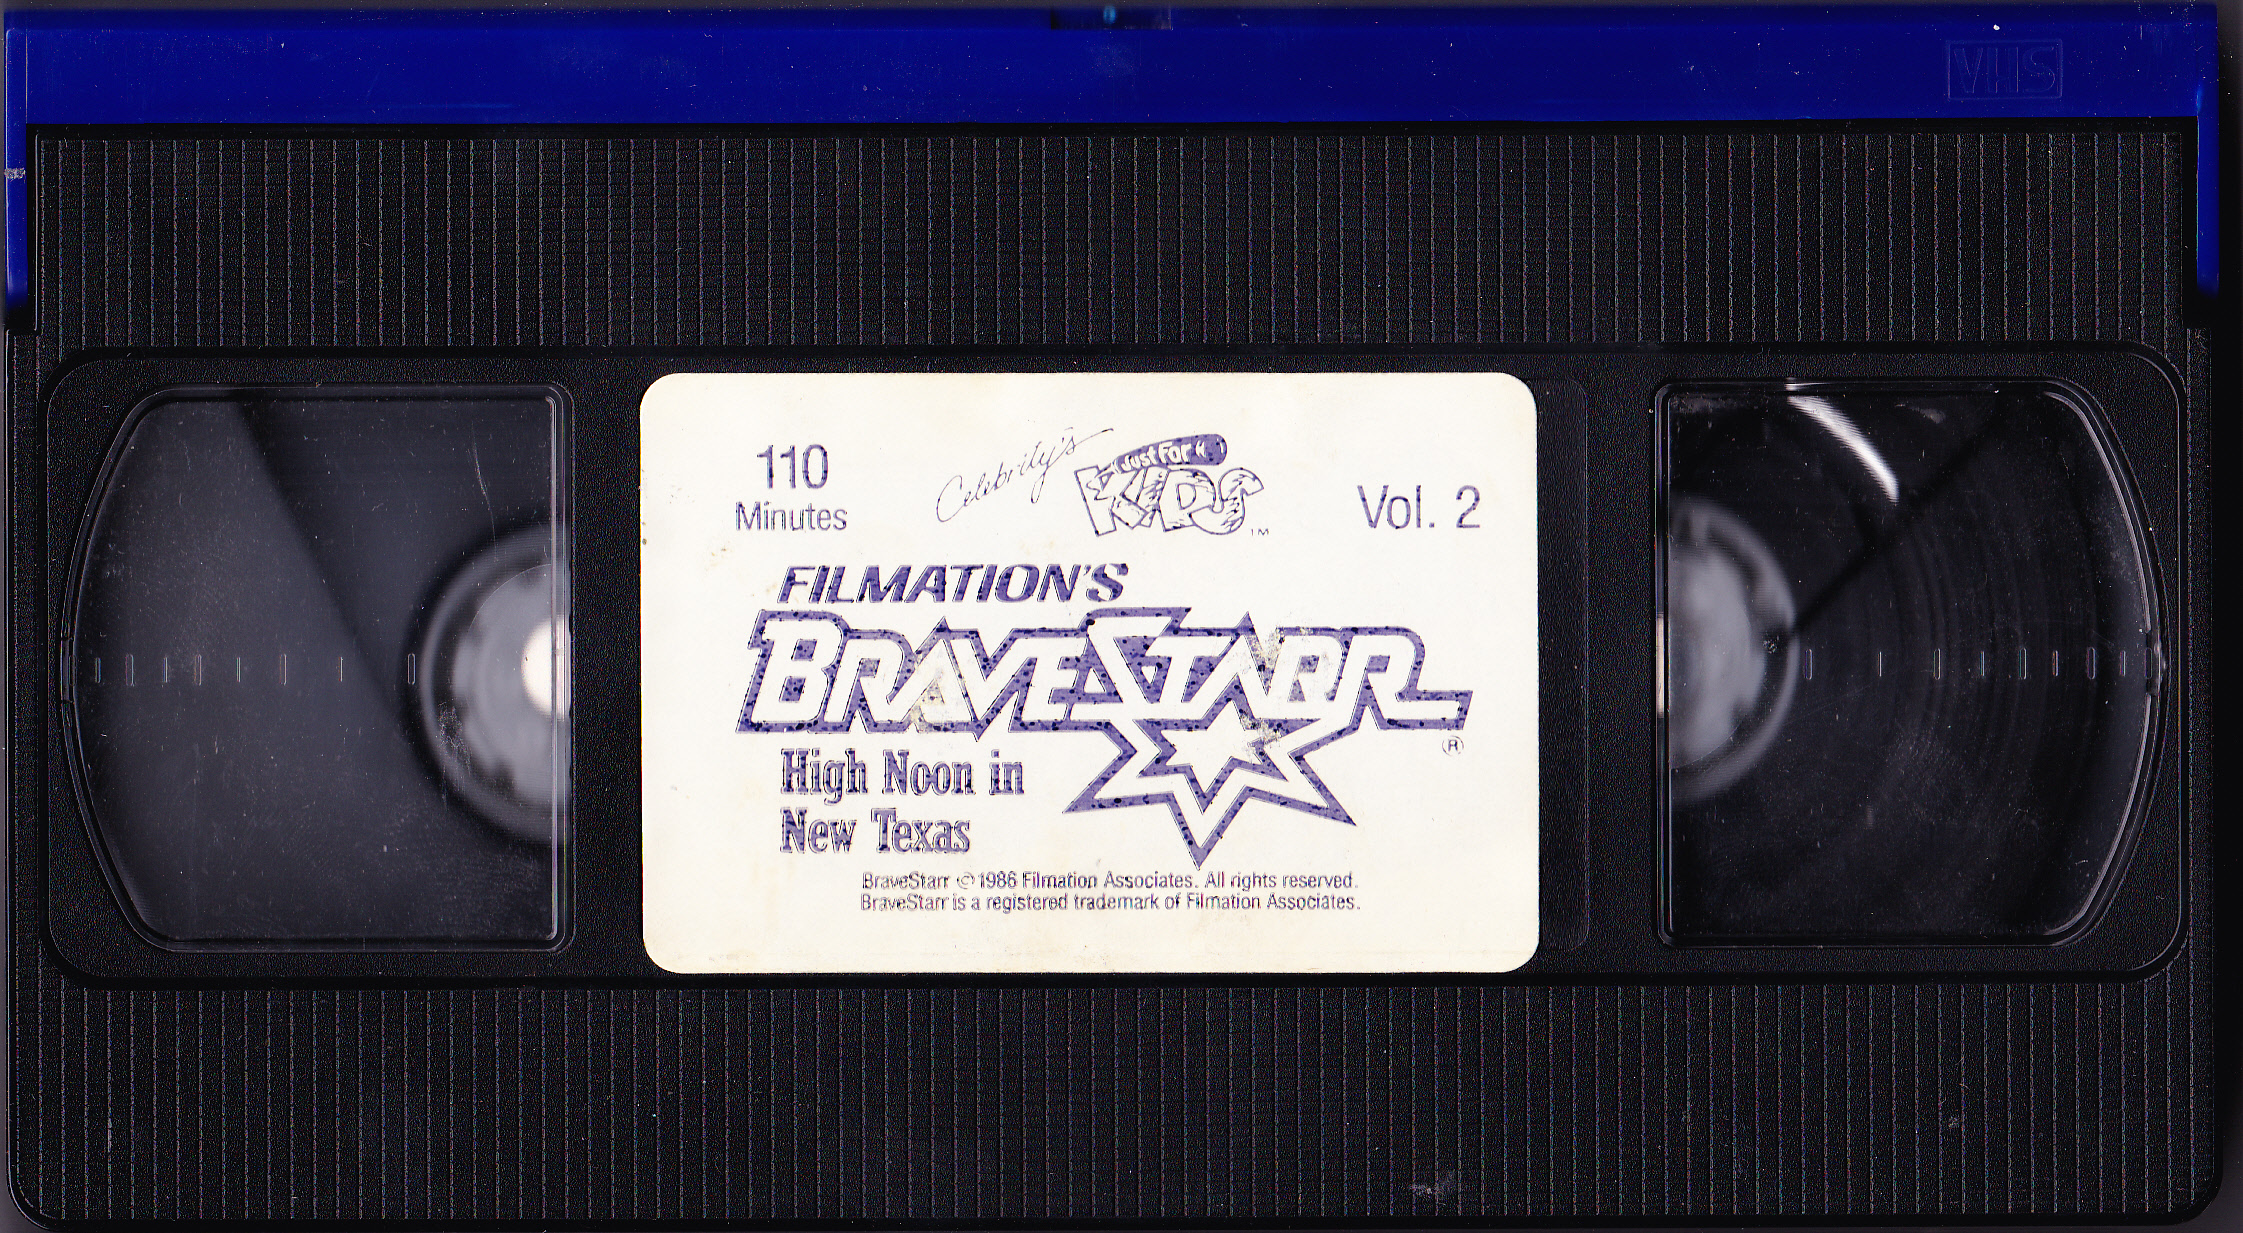 VHS
110
Minutes
Celebrity's
Just For
KIDS
TM
Vol. 2
FILMATION'S
BRAVESTARR
®
High Noon in
New Texas
BraveStarr © 1986 Filmation Associates. All rights reserved.
BraveStarr is a registered trademark of Filmation Associates.